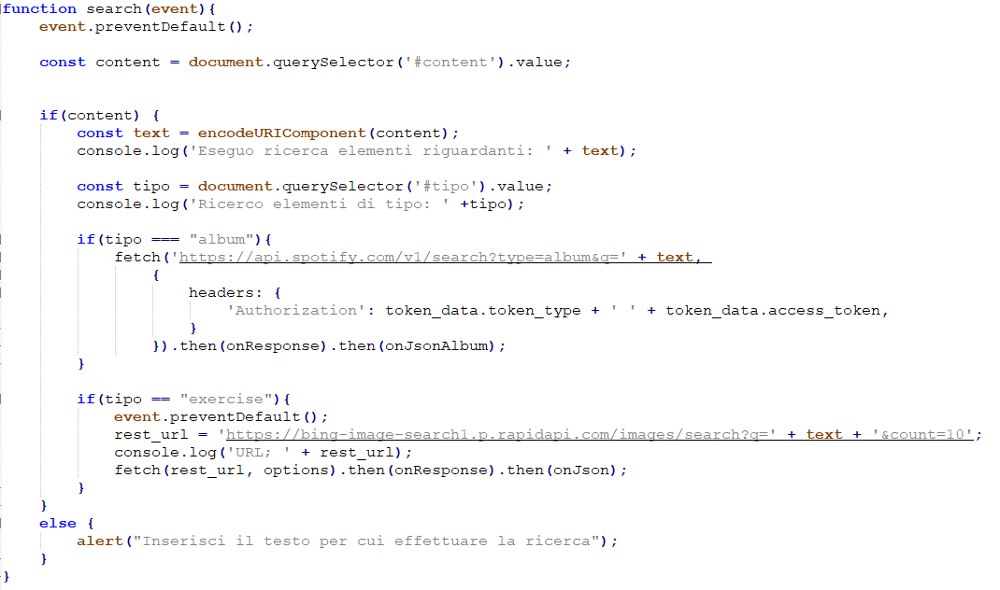 function search(event){
    event.preventDefault();
    const content = document.querySelector('#content').value;
    if(content) {
        const text = encodeURIComponent(content);
        console.log('Eseguo ricerca elementi riguardanti: ' + text);
        const tipo = document.querySelector('#tipo').value;
        console.log('Ricerco elementi di tipo: ' +tipo);
        if(tipo === "album"){
            fetch('https://api.spotify.com/v1/search?type=album&q=' + text,
                {
                    headers: {
                        'Authorization': token_data.token_type + ' ' + token_data.access_token,
                    }
                }).then(onResponse).then(onJsonAlbum);
        }
        if(tipo == "exercise"){
            event.preventDefault();
            rest_url = 'https://bing-image-search1.p.rapidapi.com/images/search?q=' + text + '&count=10';
            console.log('URL; ' + rest_url);
            fetch(rest_url, options).then(onResponse).then(onJson);
        }
    }
    else {
        alert("Inserisci il testo per cui effettuare la ricerca");
    }
}